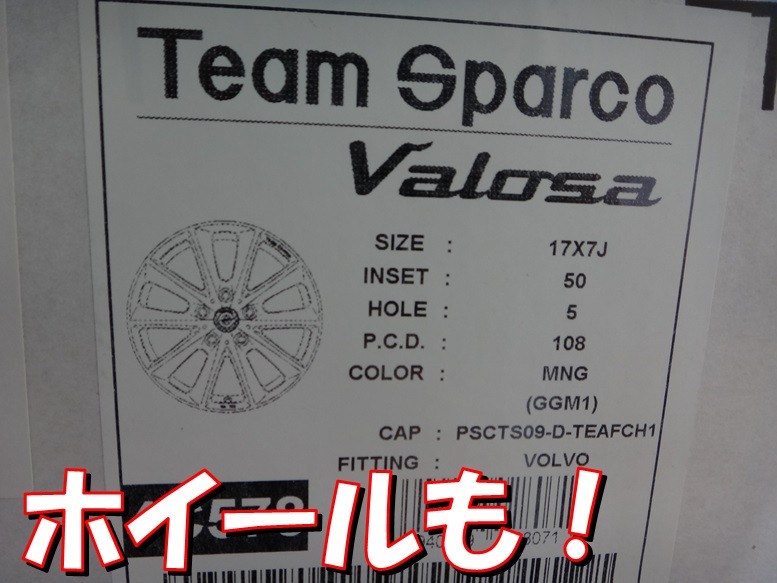 Team Sparco
Valosa
SIZE : 17X7J
INSET : 50
HOLE : 5
P.C.D. : 108
COLOR : MNG
(GGM1)
CAP : PSCTS09-D-TEAFCH1
FITTING : VOLVO
ホイールも！